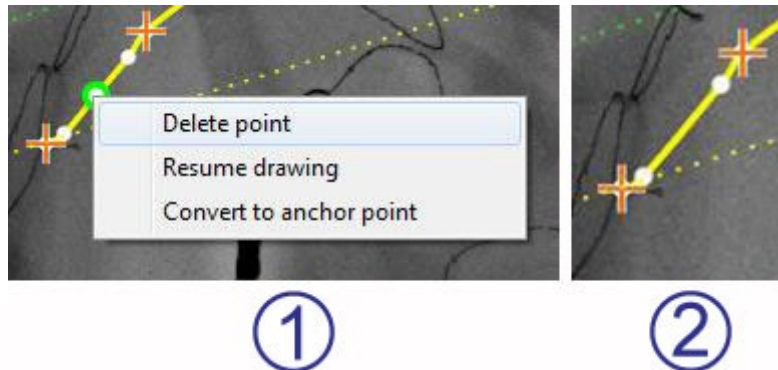 Delete point
Resume drawing
Convert to anchor point
1
2